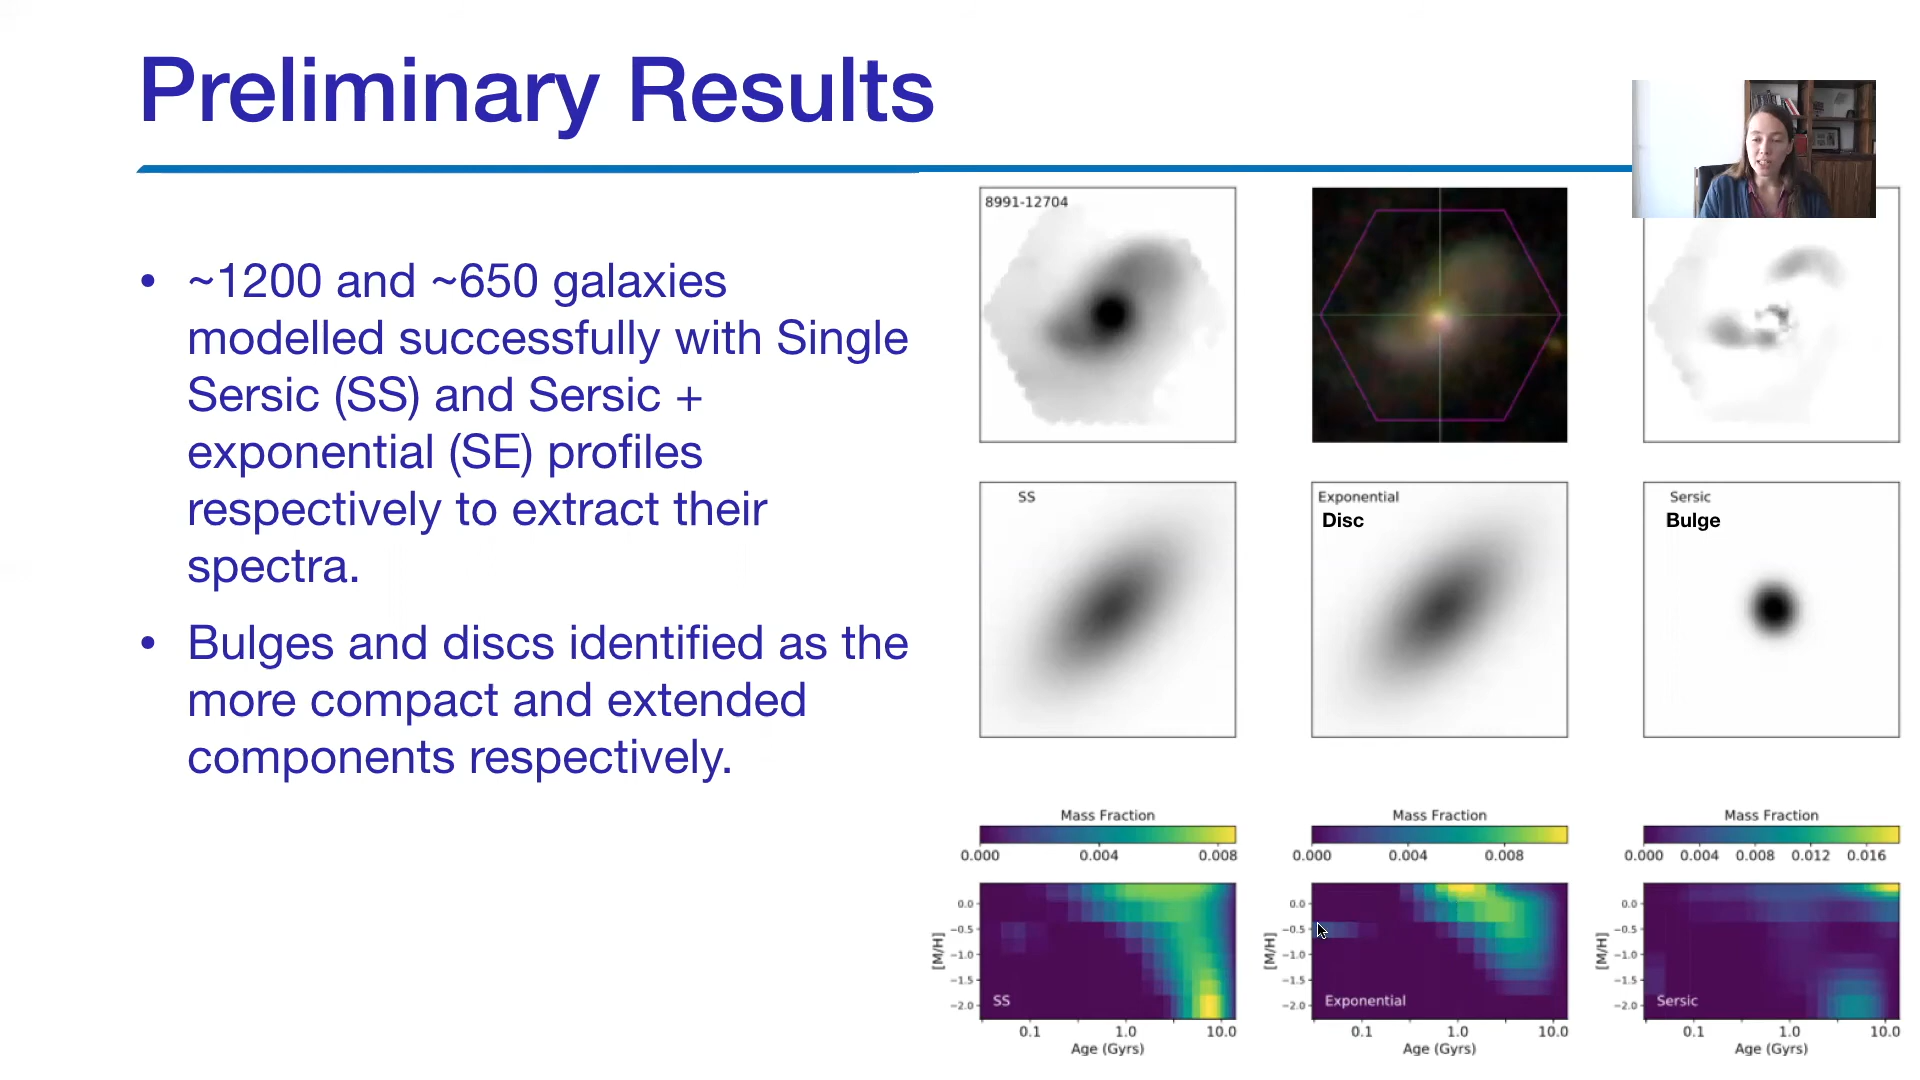 Preliminary Results
• ~1200 and ~650 galaxies
modelled successfully with Single
Sersic (SS) and Sersic +
exponential (SE) profiles
respectively to extract their
spectra.
• Bulges and discs identified as the
more compact and extended
components respectively.
8991-12704
SS
Exponential
Disc
Sersic
Bulge
Mass Fraction
0.000 0.004 0.008
[M/H]
0.0
−0.5
−1.0
−1.5
−2.0
SS
0.1 1.0 10.0
Age (Gyrs)
Mass Fraction
0.000 0.004 0.008
[M/H]
0.0
−0.5
−1.0
−1.5
−2.0
Exponential
0.1 1.0 10.0
Age (Gyrs)
Mass Fraction
0.000 0.004 0.008 0.012 0.016
[M/H]
0.0
−0.5
−1.0
−1.5
−2.0
Sersic
0.1 1.0 10.0
Age (Gyrs)